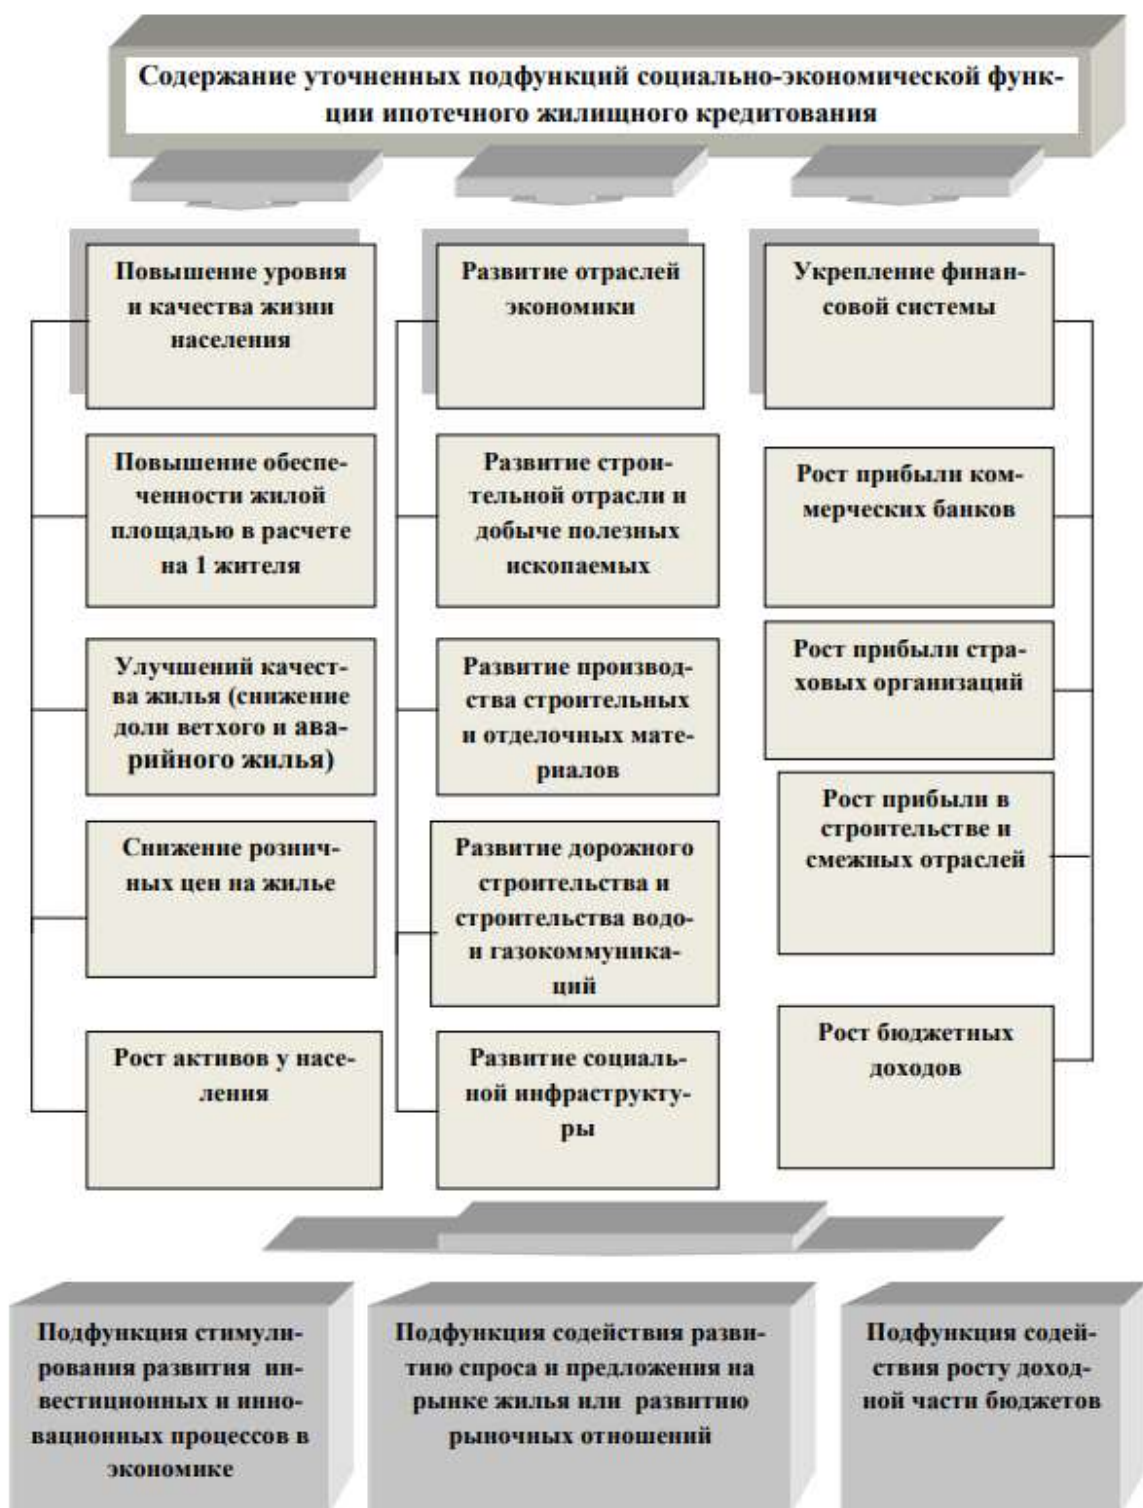 Содержание уточненных подфункций социально-экономической функ-
ции ипотечного жилищного кредитования
Повышение уровня
и качества жизни
населения
Повышение обеспе-
ченности жилой
площадью в расчете
на 1 жителя
Улучшений качест-
ва жилья (снижение
доли ветхого и ава-
рийного жилья)
Снижение рознич-
ных цен на жилье
Рост активов у насе-
ления
Развитие отраслей
экономики
Развитие строи-
тельной отрасли и
добыче полезных
ископаемых
Развитие производ-
ства строительных
и отделочных мате-
риалов
Развитие дорожного
строительства и
строительства водо-
и газокоммуника-
ций
Развитие социаль-
ной инфраструкту-
ры
Укрепление финан-
совой системы
Рост прибыли ком-
мерческих банков
Рост прибыли стра-
ховых организаций
Рост прибыли в
строительстве и
смежных отраслей
Рост бюджетных
доходов
Подфункция стимули-
рования развития  ин-
вестиционных и инно-
вационных процессов в
экономике
Подфункция содействия разви-
тию спроса и предложения на
рынке жилья или  развитию
рыночных отношений
Подфункция содей-
ствия росту доход-
ной части бюджетов